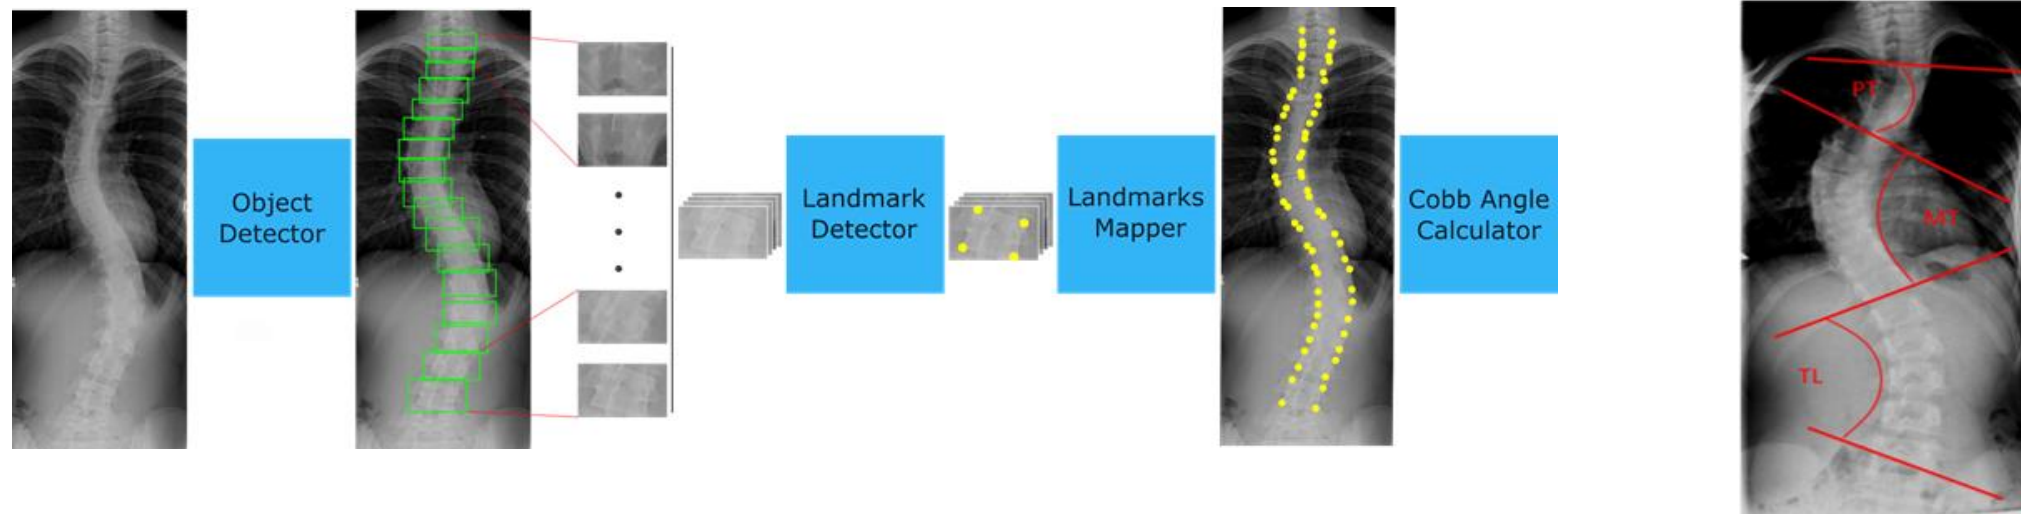 Object
Detector
Landmark
Detector
Landmarks
Mapper
Cobb Angle
Calculator
PT
MT
TL